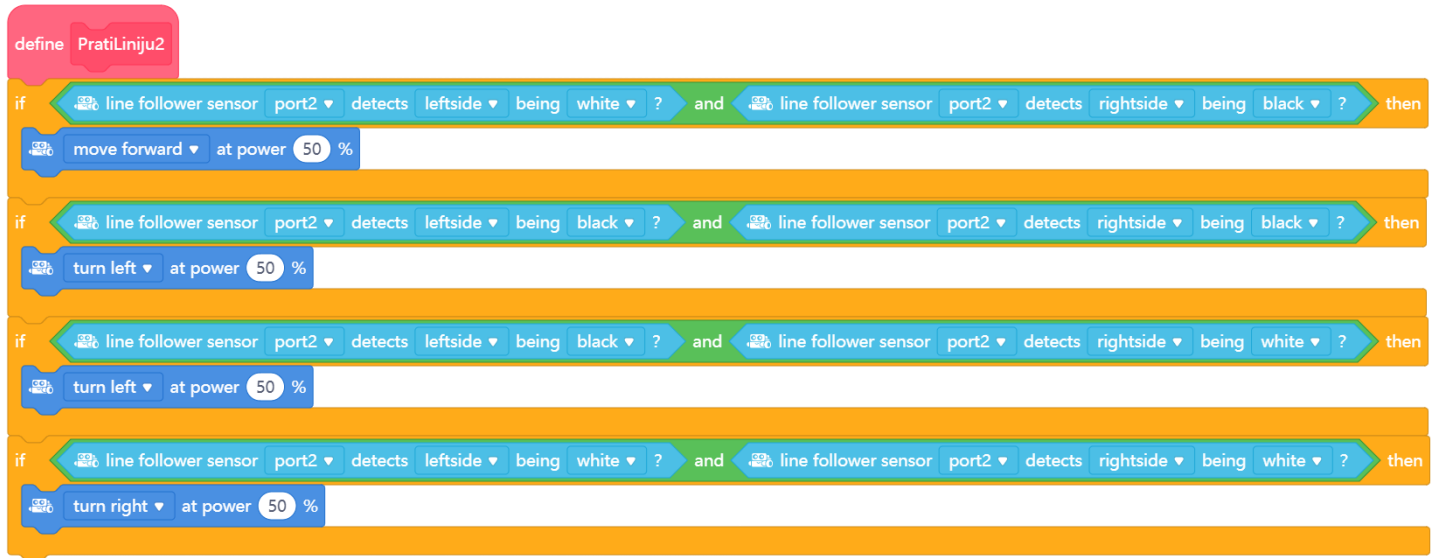 define PratiLiniju2
if line follower sensor port2 detects leftside being white ? and line follower sensor port2 detects rightside being black ? then
move forward at power 50 %
if line follower sensor port2 detects leftside being black ? and line follower sensor port2 detects rightside being black ? then
turn left at power 50 %
if line follower sensor port2 detects leftside being black ? and line follower sensor port2 detects rightside being white ? then
turn left at power 50 %
if line follower sensor port2 detects leftside being white ? and line follower sensor port2 detects rightside being white ? then
turn right at power 50 %